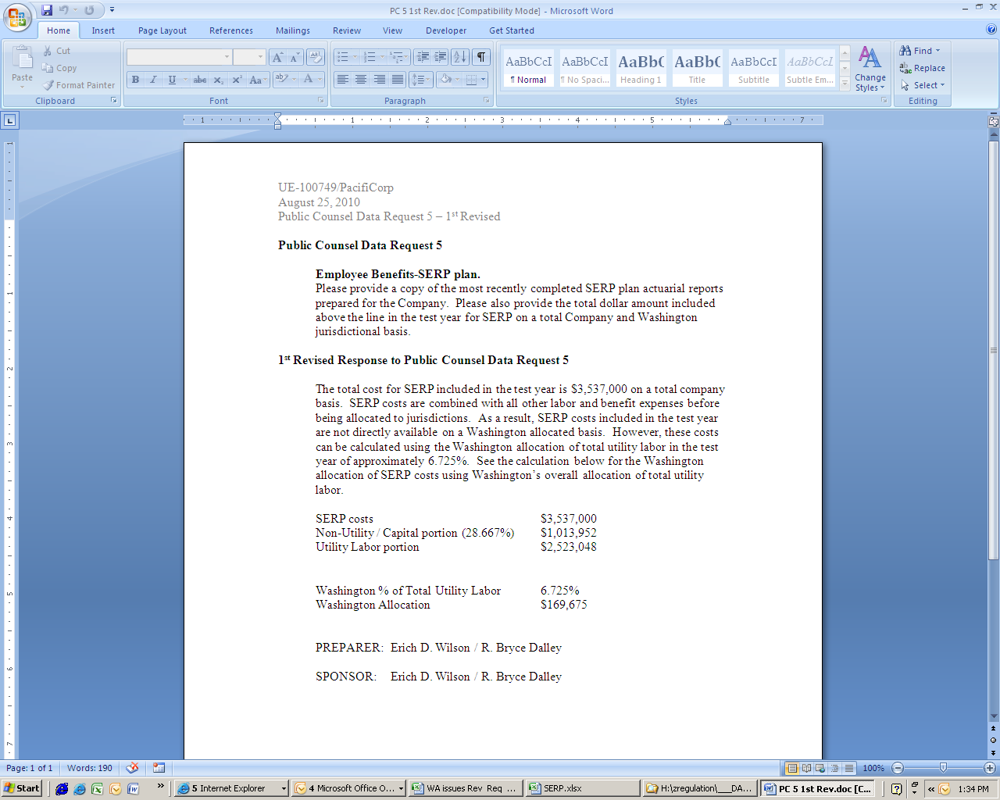 PC 5 1st Rev.doc [Compatibility Mode] - Microsoft Word
Home Insert Page Layout References Mailings Review View Developer Get Started
Paste
Cut
Copy
Format Painter
Clipboard
B I U abc x₂ x² Aa
Font
Paragraph
AaBbCcI AaBbCcI AaBbC AaBbC AaBbCcI AaBbCcI
¶ Normal ¶ No Spaci... Heading 1 Title Subtitle Subtle Em...
Change Styles
Styles
Find
Replace
Select
Editing
1 1 2 3 4 5 7
UE-100749/PacifiCorp
August 25, 2010
Public Counsel Data Request 5 – 1st Revised
Public Counsel Data Request 5
Employee Benefits-SERP plan.
Please provide a copy of the most recently completed SERP plan actuarial reports
prepared for the Company. Please also provide the total dollar amount included
above the line in the test year for SERP on a total Company and Washington
jurisdictional basis.
1st Revised Response to Public Counsel Data Request 5
The total cost for SERP included in the test year is $3,537,000 on a total company
basis. SERP costs are combined with all other labor and benefit expenses before
being allocated to jurisdictions. As a result, SERP costs included in the test year
are not directly available on a Washington allocated basis. However, these costs
can be calculated using the Washington allocation of total utility labor in the test
year of approximately 6.725%. See the calculation below for the Washington
allocation of SERP costs using Washington's overall allocation of total utility
labor.
SERP costs $3,537,000
Non-Utility / Capital portion (28.667%) $1,013,952
Utility Labor portion $2,523,048
Washington % of Total Utility Labor 6.725%
Washington Allocation $169,675
PREPARER: Erich D. Wilson / R. Bryce Dalley
SPONSOR: Erich D. Wilson / R. Bryce Dalley
Page: 1 of 1 Words: 190 100%
Start » 5 Internet Explorer 4 Microsoft Office O... WA issues Rev Req ... SERP.xlsx H:\zregulation\___DA... PC 5 1st Rev.doc [C... « 1:34 PM